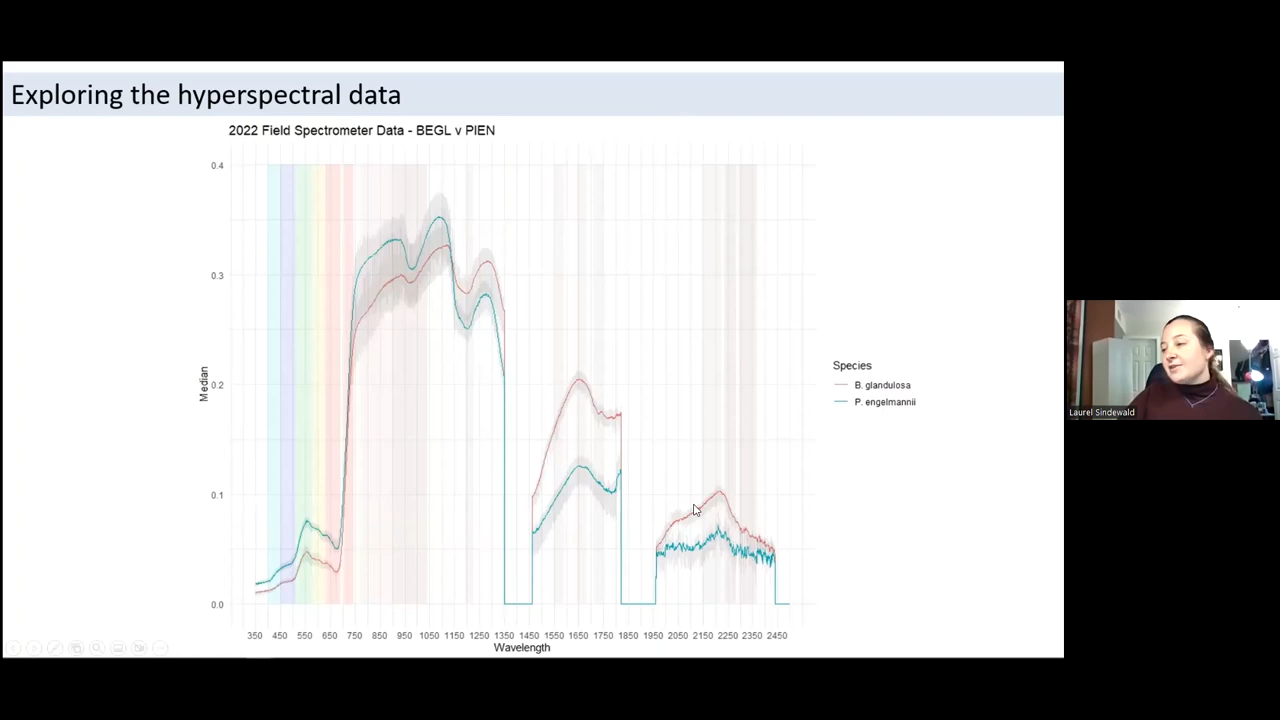 Exploring the hyperspectral data
2022 Field Spectrometer Data - BEGL v PIEN
0.4
0.3
0.2
0.1
0.0
Median
350 450 550 650 750 850 950 1050 1150 1250 1350 1450 1550 1650 1750 1850 1950 2050 2150 2250 2350 2450
Wavelength
Species
B. glandulosa
P. engelmannii
Laurel Sindewald